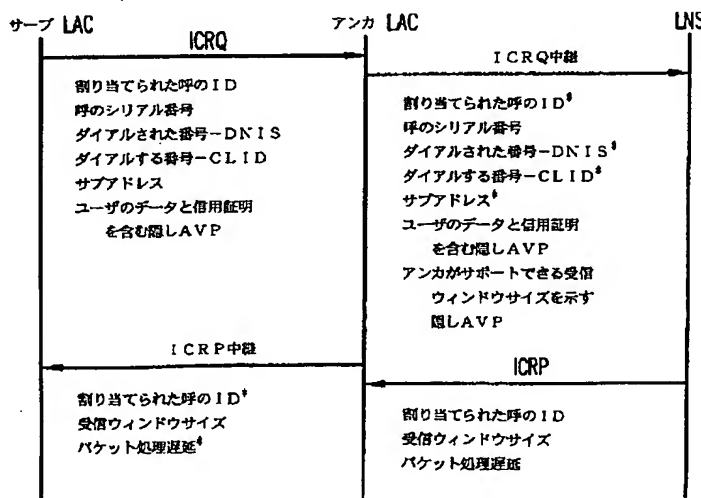 サーブ LAC
アンカ LAC
LNS
ICRQ
割り当てられた呼のID
呼のシリアル番号
ダイアルされた番号-DNIS
ダイアルする番号-CLID
サブアドレス
ユーザのデータと信用証明
を含む隠しAVP
ICRQ中継
割り当てられた呼のID*
呼のシリアル番号
ダイアルされた番号-DNIS*
ダイアルする番号-CLID*
サブアドレス*
ユーザのデータと信用証明
を含む隠しAVP
アンカがサポートできる受信
ウィンドウサイズを示す
隠しAVP
ICRP
割り当てられた呼のID
受信ウィンドウサイズ
パケット処理遅延
ICRP中継
割り当てられた呼のID*
受信ウィンドウサイズ
パケット処理遅延*